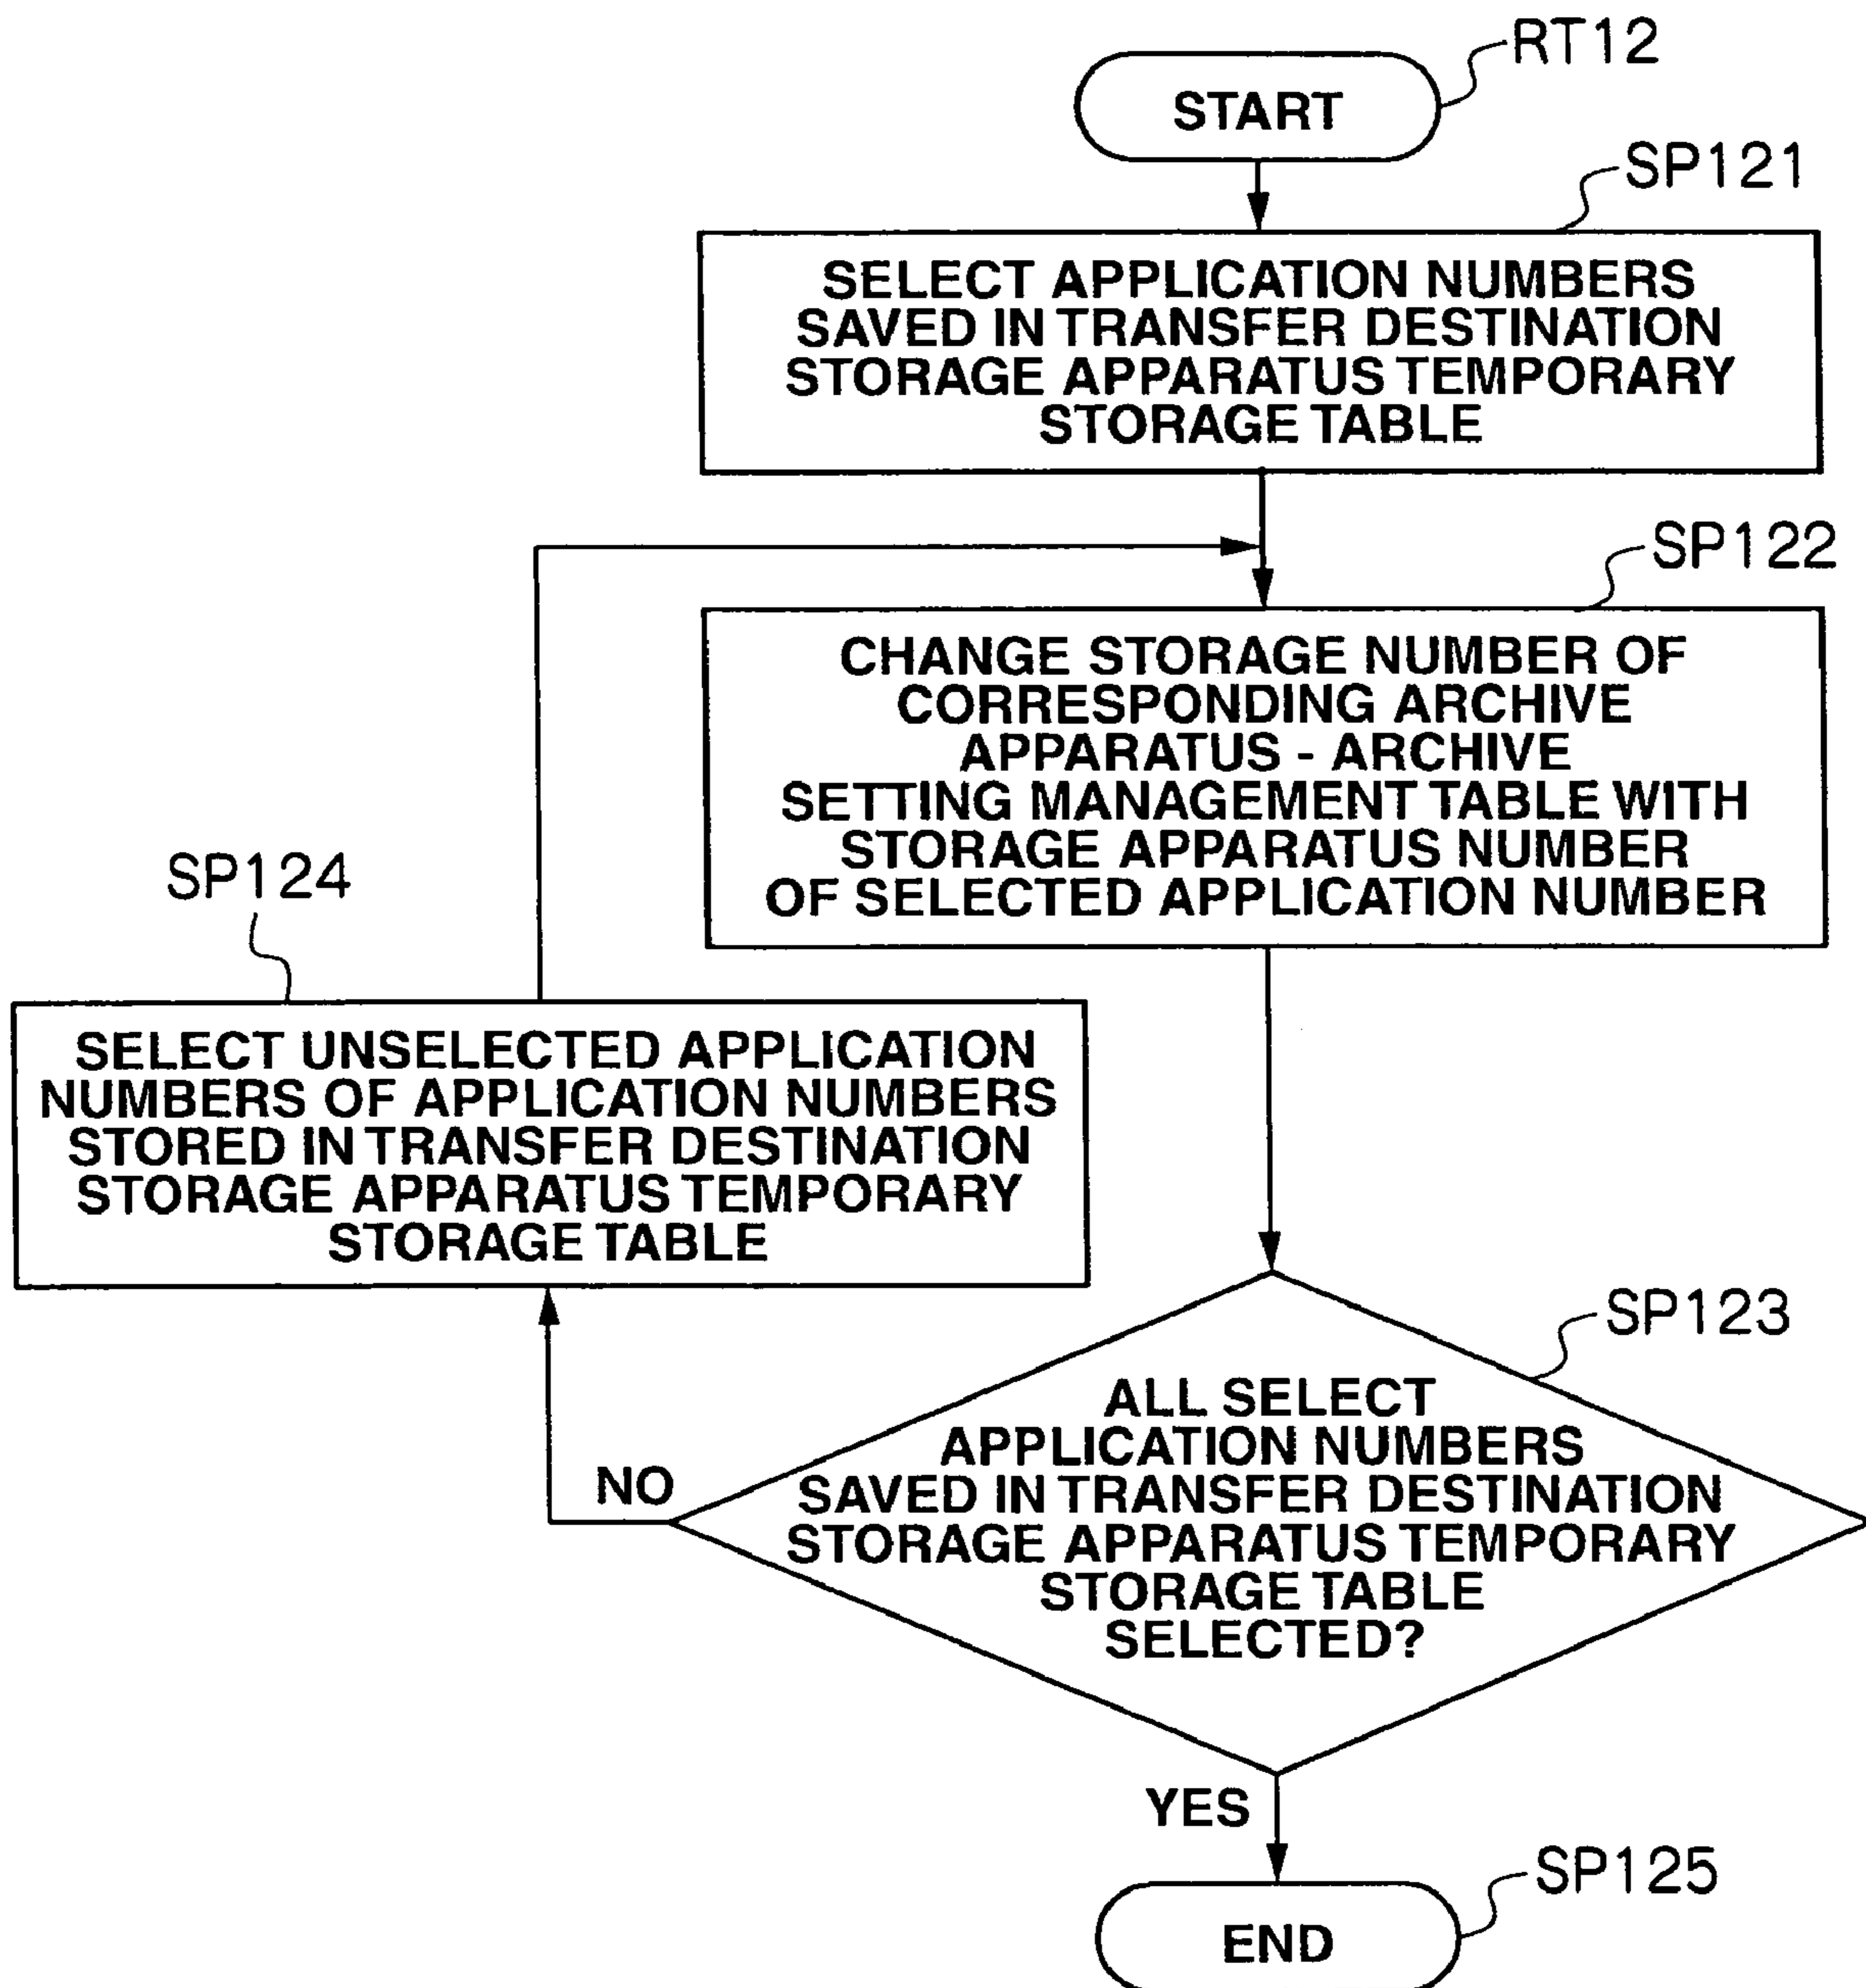 RT12
START
SP121
SELECT APPLICATION NUMBERS
SAVED IN TRANSFER DESTINATION
STORAGE APPARATUS TEMPORARY
STORAGE TABLE
SP122
CHANGE STORAGE NUMBER OF
CORRESPONDING ARCHIVE
APPARATUS - ARCHIVE
SETTING MANAGEMENT TABLE WITH
STORAGE APPARATUS NUMBER
OF SELECTED APPLICATION NUMBER
SP124
SELECT UNSELECTED APPLICATION
NUMBERS OF APPLICATION NUMBERS
STORED IN TRANSFER DESTINATION
STORAGE APPARATUS TEMPORARY
STORAGE TABLE
SP123
ALL SELECT
APPLICATION NUMBERS
SAVED IN TRANSFER DESTINATION
STORAGE APPARATUS TEMPORARY
STORAGE TABLE
SELECTED?
NO
YES
SP125
END